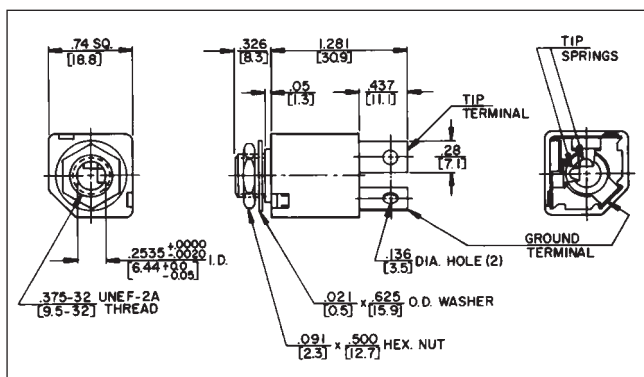 .74 SQ.
[18.8]
.326
[8.3]
1.281
[30.9]
.05
[1.3]
.437
[11.1]
TIP
TERMINAL
.28
[7.1]
TIP
SPRINGS
.2535 +.0000 -.0020 I.D.
[6.44 +0.0 -0.05]
.375-32 UNEF-2A
[9.5-32] THREAD
.136 DIA. HOLE (2)
[3.5]
GROUND
TERMINAL
.021 x .625 O.D. WASHER
[0.5] [15.9]
.091 x .500 HEX. NUT
[2.3] [12.7]